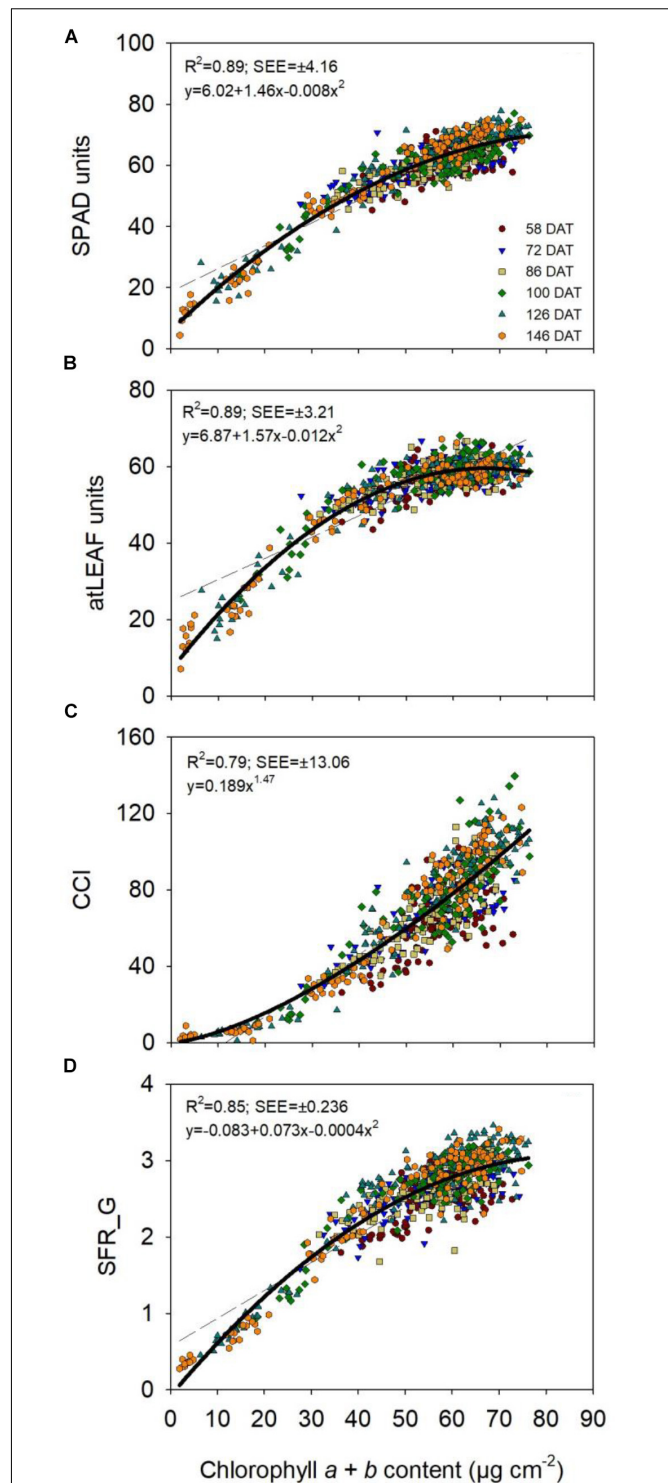 A
100
80
60
40
20
0
SPAD units
R²=0.89; SEE=±4.16
y=6.02+1.46x-0.008x²
58 DAT
72 DAT
86 DAT
100 DAT
126 DAT
146 DAT
B
80
60
40
20
0
atLEAF units
R²=0.89; SEE=±3.21
y=6.87+1.57x-0.012x²
C
160
120
80
40
0
CCI
R²=0.79; SEE=±13.06
y=0.189x¹·⁴⁷
D
4
3
2
1
0
SFR_G
R²=0.85; SEE=±0.236
y=-0.083+0.073x-0.0004x²
0 10 20 30 40 50 60 70 80 90
Chlorophyll a + b content (µg cm⁻²)